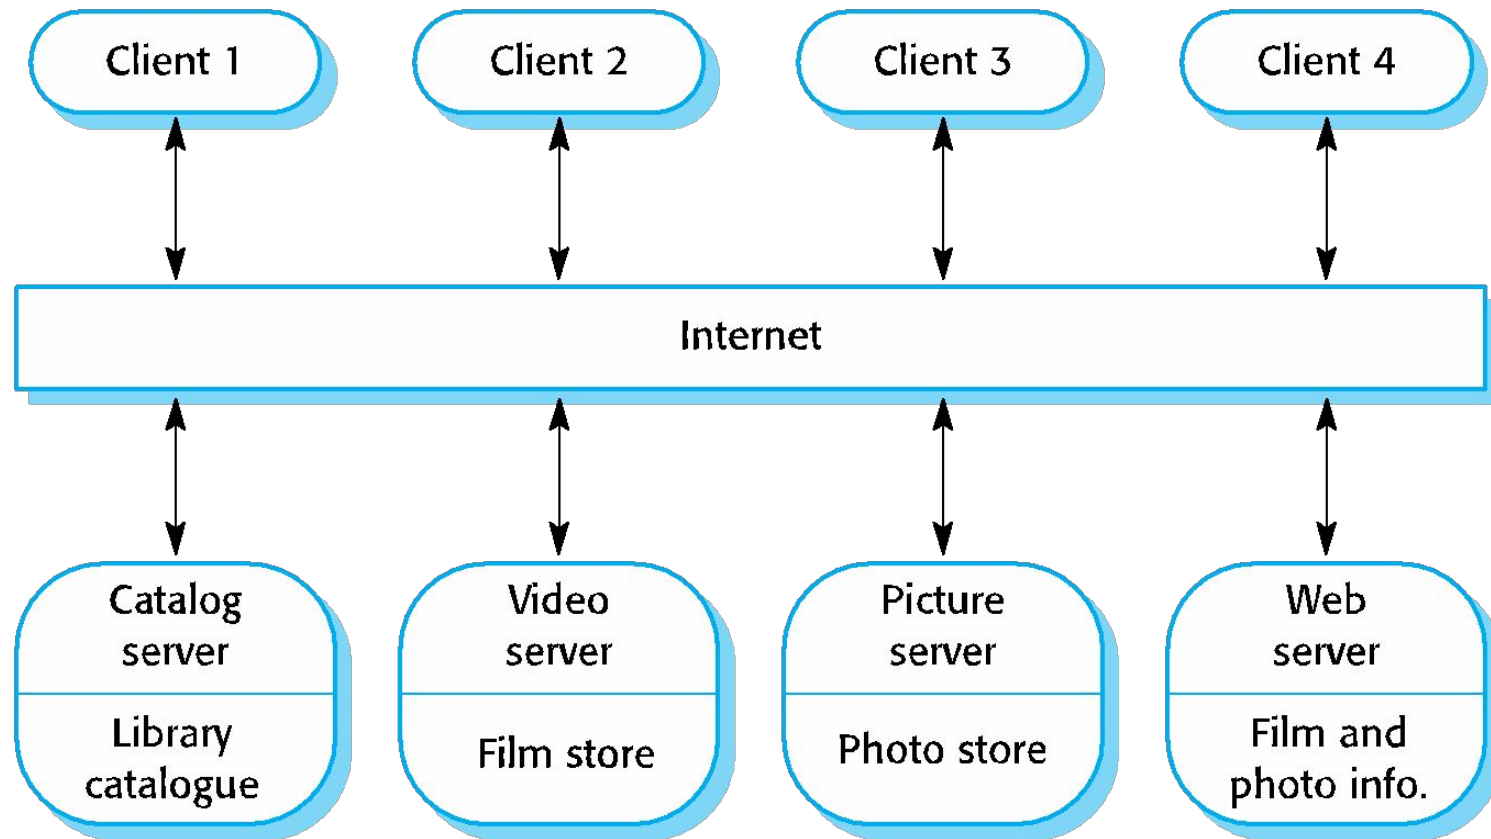 Client 1
Client 2
Client 3
Client 4
Internet
Catalog
server
Library
catalogue
Video
server
Film store
Picture
server
Photo store
Web
server
Film and
photo info.